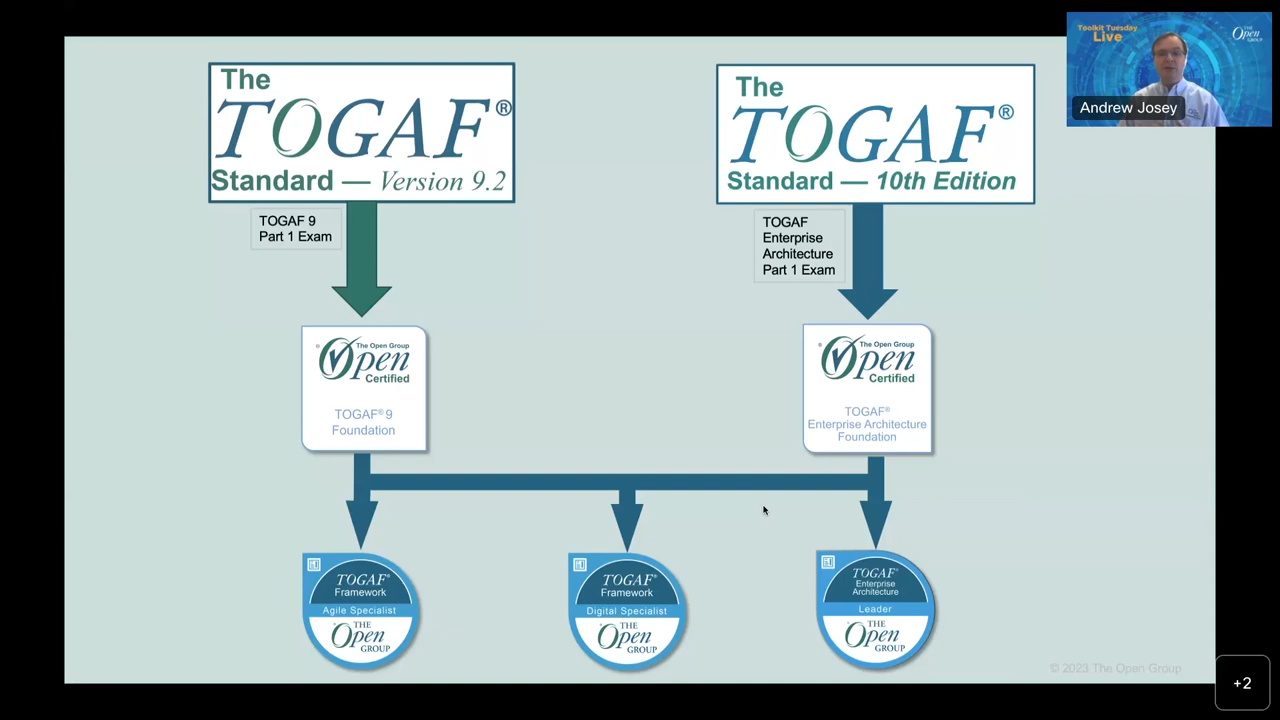 The
TOGAF®
Standard — Version 9.2
TOGAF 9
Part 1 Exam
The Open Group
Open
Certified
TOGAF® 9
Foundation
The
TOGAF®
Standard — 10th Edition
TOGAF
Enterprise
Architecture
Part 1 Exam
The Open Group
Open
Certified
TOGAF®
Enterprise Architecture
Foundation
TOGAF®
Framework
Agile Specialist
THE
Open
GROUP
TOGAF®
Framework
Digital Specialist
THE
Open
GROUP
TOGAF®
Enterprise
Architecture
Leader
THE
Open
GROUP
© 2023 The Open Group
Toolkit Tuesday
Live
THE
Open
GROUP
Andrew Josey
+2